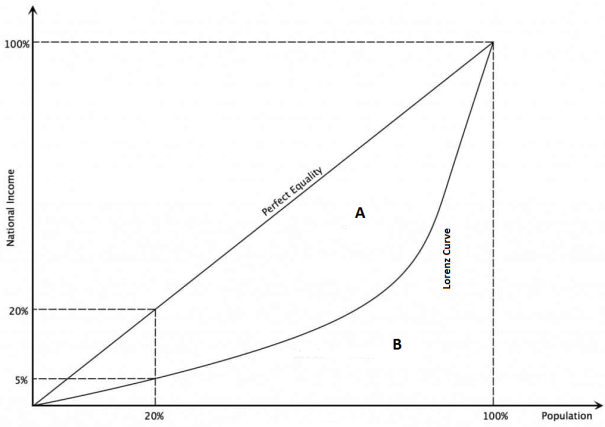 100%
National Income
Perfect Equality
A
Lorenz Curve
20%
B
5%
20%
100%
Population